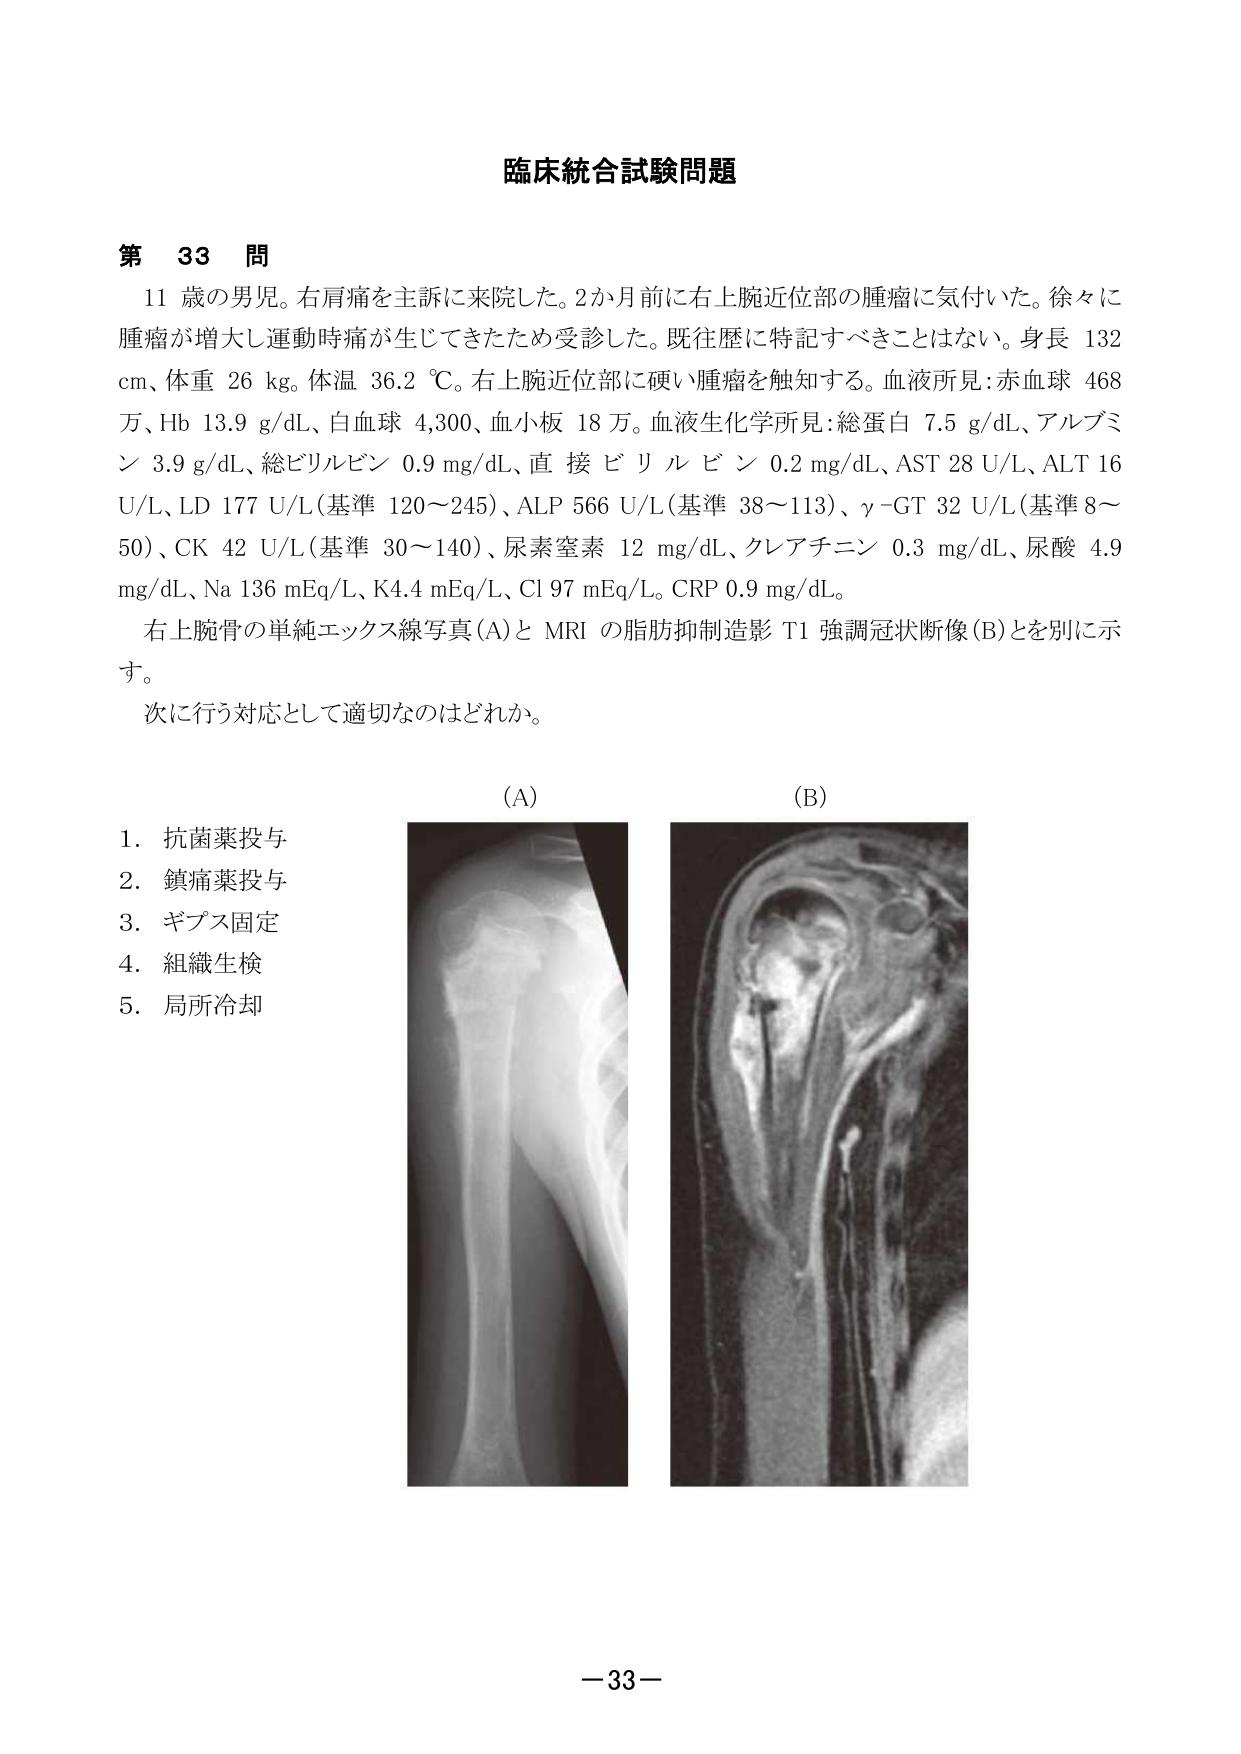 臨床統合試験問題
第 33 問
11 歳の男児。右肩痛を主訴に来院した。2か月前に右上腕近位部の腫瘤に気付いた。徐々に
腫瘤が増大し運動時痛が生じてきたため受診した。既往歴に特記すべきことはない。身長 132
cm、体重 26 kg。体温 36.2 ℃。右上腕近位部に硬い腫瘤を触知する。血液所見：赤血球 468
万、Hb 13.9 g/dL、白血球 4,300、血小板 18 万。血液生化学所見：総蛋白 7.5 g/dL、アルブミ
ン 3.9 g/dL、総ビリルビン 0.9 mg/dL、直 接 ビ リ ル ビ ン 0.2 mg/dL、AST 28 U/L、ALT 16
U/L、LD 177 U/L（基準 120～245）、ALP 566 U/L（基準 38～113）、γ-GT 32 U/L（基準 8～
50）、CK 42 U/L（基準 30～140）、尿素窒素 12 mg/dL、クレアチニン 0.3 mg/dL、尿酸 4.9
mg/dL、Na 136 mEq/L、K4.4 mEq/L、Cl 97 mEq/L。CRP 0.9 mg/dL。
右上腕骨の単純エックス線写真（A）と MRI の脂肪抑制造影 T1 強調冠状断像（B）とを別に示
す。
次に行う対応として適切なのはどれか。
（A） （B）
1. 抗菌薬投与
2. 鎮痛薬投与
3. ギプス固定
4. 組織生検
5. 局所冷却
－33－